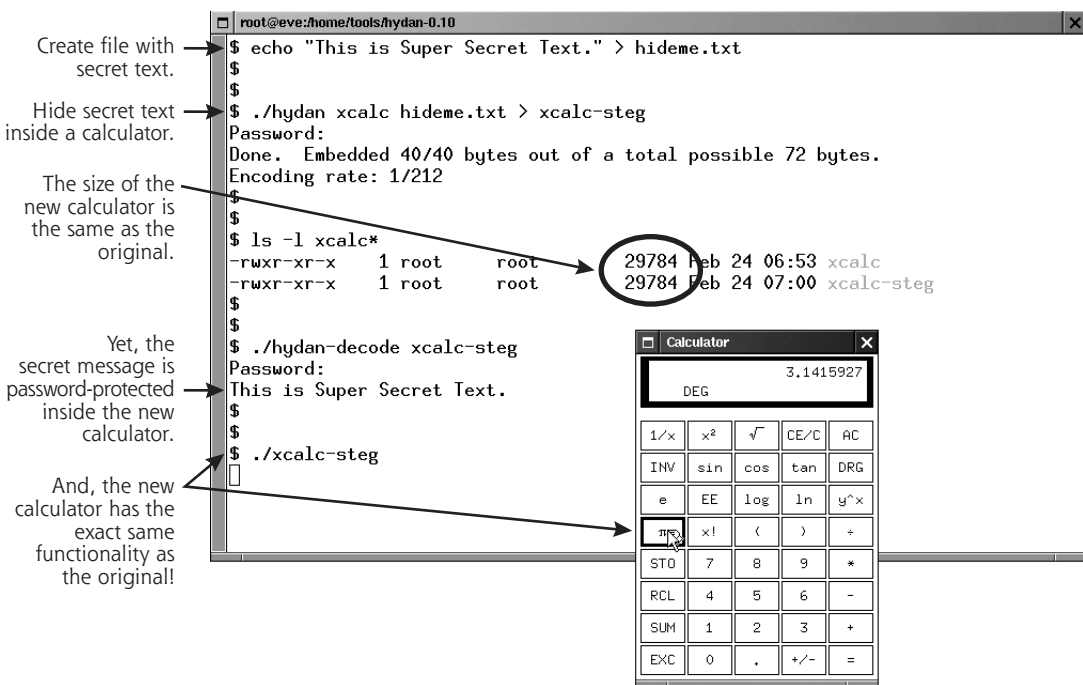 root@eve:/home/tools/hydan-0.10
Create file with
secret text.
$ echo "This is Super Secret Text." > hideme.txt
$
$
Hide secret text
inside a calculator.
$ ./hydan xcalc hideme.txt > xcalc-steg
Password:
Done.  Embedded 40/40 bytes out of a total possible 72 bytes.
Encoding rate: 1/212
The size of the
new calculator is
the same as the
original.
$
$
$ ls -l xcalc*
-rwxr-xr-x    1 root     root        29784 Feb 24 06:53 xcalc
-rwxr-xr-x    1 root     root        29784 Feb 24 07:00 xcalc-steg
$
$
Yet, the
secret message is
password-protected
inside the new
calculator.
$ ./hydan-decode xcalc-steg
Password:
This is Super Secret Text.
$
$
$ ./xcalc-steg
And, the new
calculator has the
exact same
functionality as
the original!
Calculator
3.1415927
DEG
1/x x² √ CE/C AC
INV sin cos tan DRG
e EE log ln y^x
π x! ( ) ÷
STO 7 8 9 *
RCL 4 5 6 -
SUM 1 2 3 +
EXC 0 . +/- =